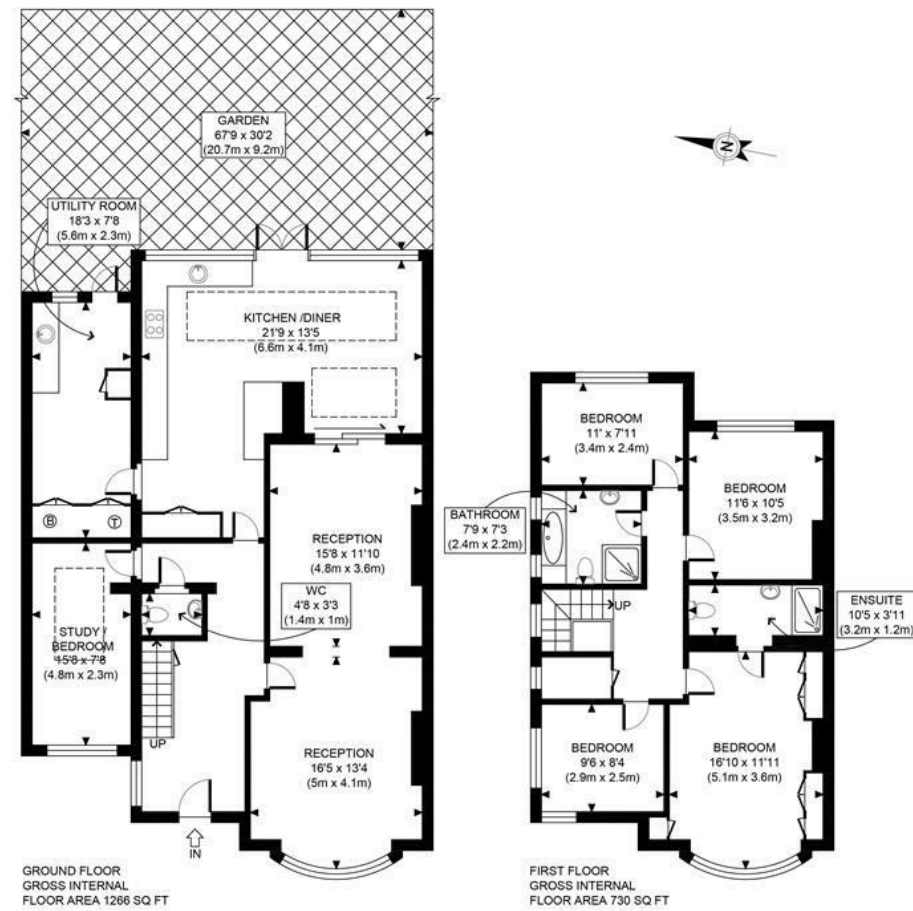 GARDEN
67'9 x 30'2
(20.7m x 9.2m)
N
UTILITY ROOM
18'3 x 7'8
(5.6m x 2.3m)
KITCHEN /DINER
21'9 x 13'5
(6.6m x 4.1m)
B
T
RECEPTION
15'8 x 11'10
(4.8m x 3.6m)
WC
4'8 x 3'3
(1.4m x 1m)
STUDY /
BEDROOM
15'8 x 7'8
(4.8m x 2.3m)
UP
RECEPTION
16'5 x 13'4
(5m x 4.1m)
IN
GROUND FLOOR
GROSS INTERNAL
FLOOR AREA 1266 SQ FT
BEDROOM
11' x 7'11
(3.4m x 2.4m)
BEDROOM
11'6 x 10'5
(3.5m x 3.2m)
BATHROOM
7'9 x 7'3
(2.4m x 2.2m)
UP
ENSUITE
10'5 x 3'11
(3.2m x 1.2m)
BEDROOM
9'6 x 8'4
(2.9m x 2.5m)
BEDROOM
16'10 x 11'11
(5.1m x 3.6m)
FIRST FLOOR
GROSS INTERNAL
FLOOR AREA 730 SQ FT